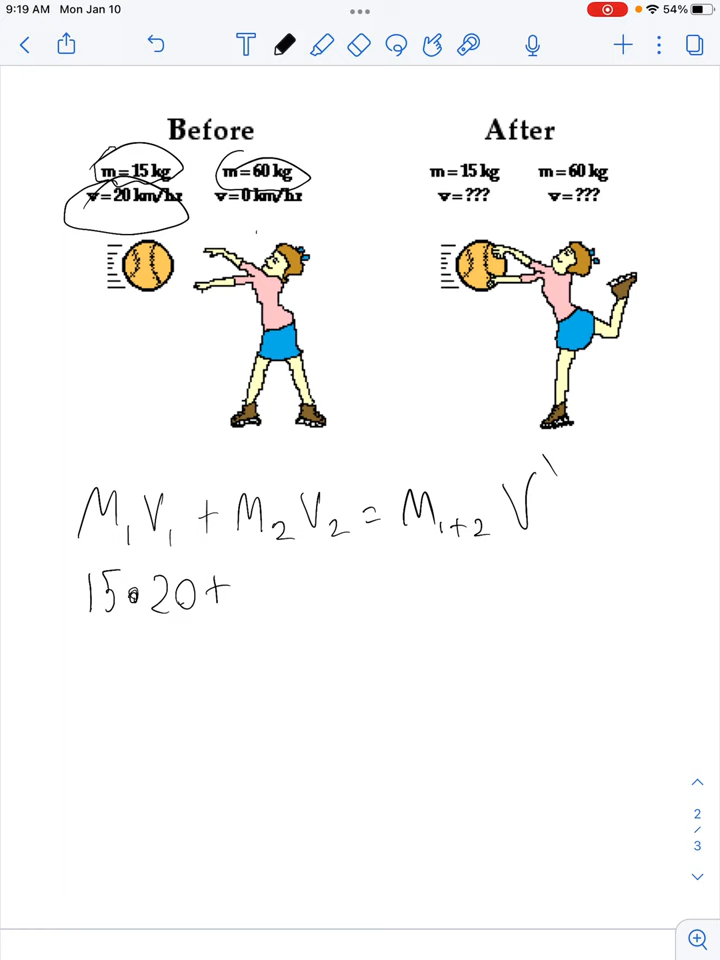 9:19 AM Mon Jan 10
54%
T
Before After
m=15 kg m=60 kg m=15 kg m=60 kg
v=20 km/hr v=0 km/hr v=??? v=???
M₁V₁ + M₂V₂ = M₁₊₂ V'
15•20+
2
/
3